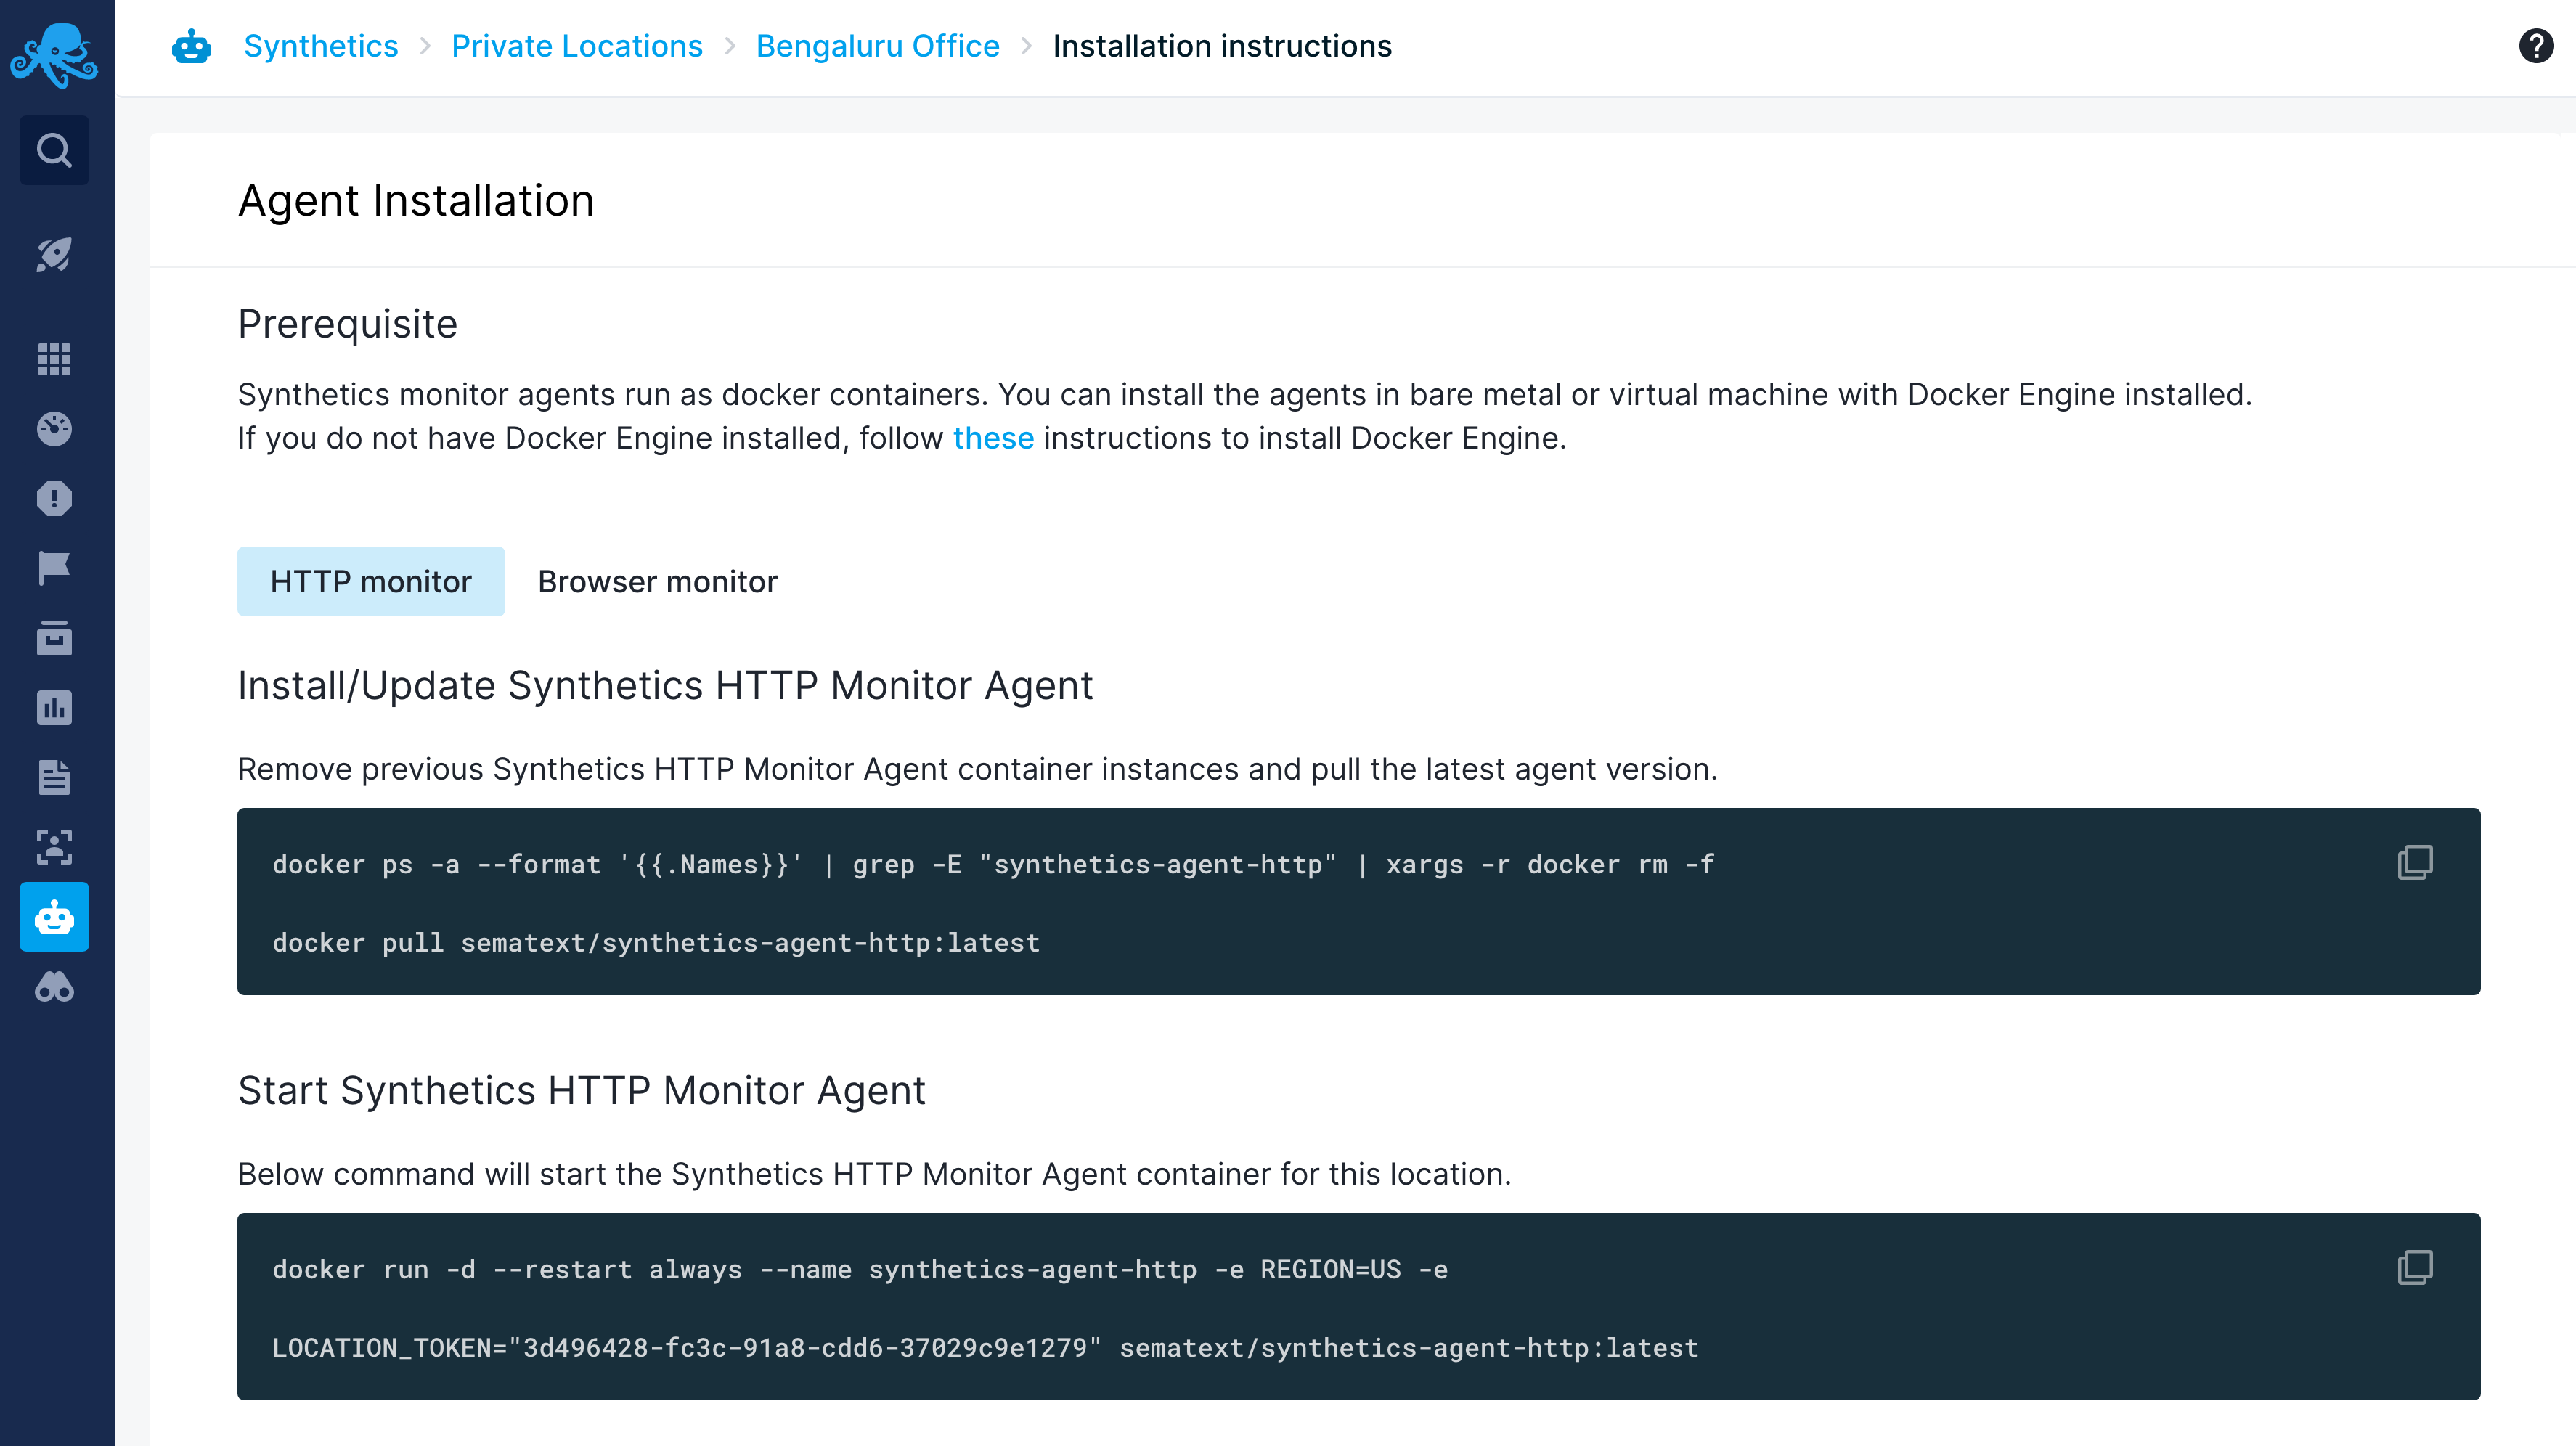 Synthetics > Private Locations > Bengaluru Office > Installation instructions
Agent Installation
Prerequisite
Synthetics monitor agents run as docker containers. You can install the agents in bare metal or virtual machine with Docker Engine installed.
If you do not have Docker Engine installed, follow these instructions to install Docker Engine.
HTTP monitor Browser monitor
Install/Update Synthetics HTTP Monitor Agent
Remove previous Synthetics HTTP Monitor Agent container instances and pull the latest agent version.
docker ps -a --format '{{.Names}}' | grep -E "synthetics-agent-http" | xargs -r docker rm -f
docker pull sematext/synthetics-agent-http:latest
Start Synthetics HTTP Monitor Agent
Below command will start the Synthetics HTTP Monitor Agent container for this location.
docker run -d --restart always --name synthetics-agent-http -e REGION=US -e
LOCATION_TOKEN="3d496428-fc3c-91a8-cdd6-37029c9e1279" sematext/synthetics-agent-http:latest